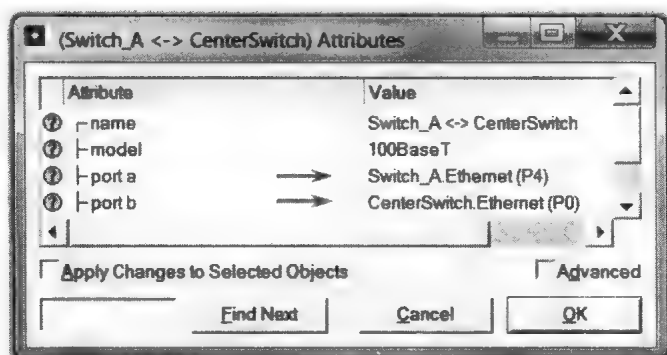 (Switch_A <-> CenterSwitch) Attributes
Attribute Value
name Switch_A <-> CenterSwitch
model 100BaseT
port a Switch_A.Ethernet (P4)
port b CenterSwitch.Ethernet (P0)
Apply Changes to Selected Objects Advanced
Find Next Cancel OK